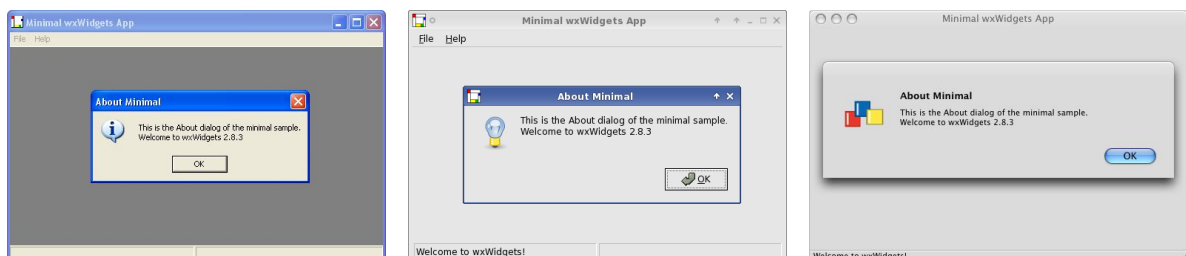 Minimal wxWidgets App
File Help
About Minimal
This is the About dialog of the minimal sample.
Welcome to wxWidgets 2.8.3
OK
Minimal wxWidgets App
File Help
About Minimal
This is the About dialog of the minimal sample.
Welcome to wxWidgets 2.8.3
OK
Welcome to wxWidgets!
Minimal wxWidgets App
About Minimal
This is the About dialog of the minimal sample.
Welcome to wxWidgets 2.8.3
OK
Welcome to wxWidgets!